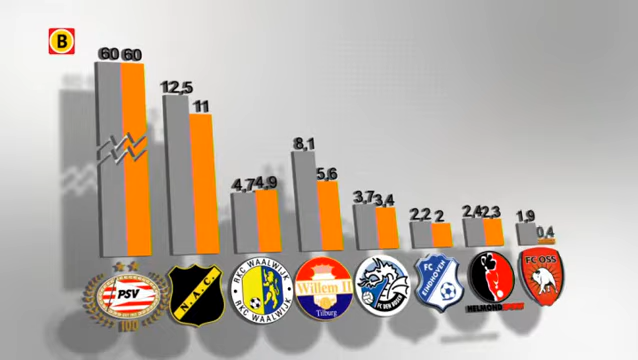 B
60 60
12,5
11
4,7 4,9
8,1
5,6
3,7 3,4
2,2 2
2,4 2,3
1,9
0,4
PSV
100
N.A.C.
RKC WAALWIJK
RKC WAALWIJK
Willem II
Tilburg
FC DEN BOSCH
FC
EINDHOVEN
HELMOND SPORT
FC OSS